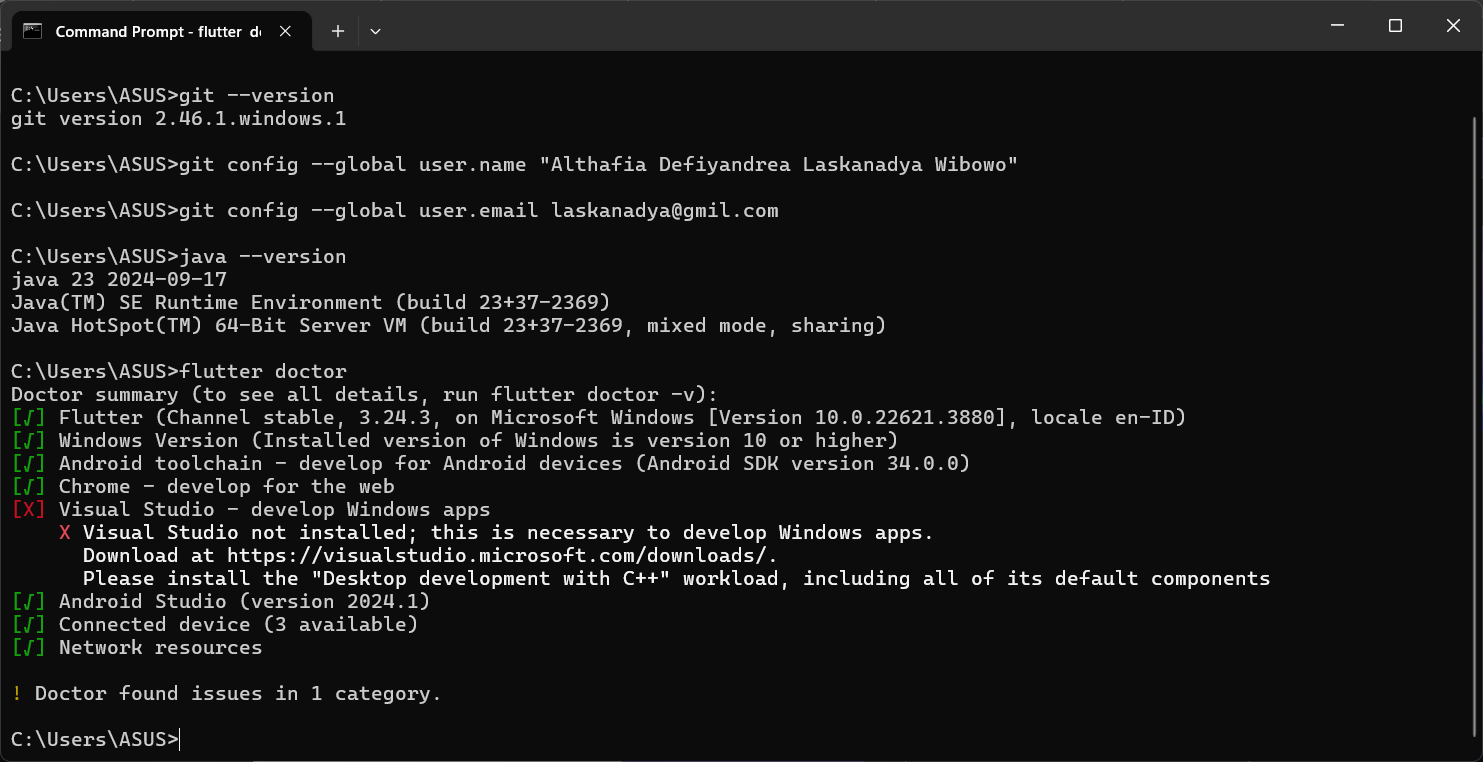 Command Prompt - flutter d
C:\Users\ASUS>git --version
git version 2.46.1.windows.1
C:\Users\ASUS>git config --global user.name "Althafia Defiyandrea Laskanadya Wibowo"
C:\Users\ASUS>git config --global user.email laskanadya@gmil.com
C:\Users\ASUS>java --version
java 23 2024-09-17
Java(TM) SE Runtime Environment (build 23+37-2369)
Java HotSpot(TM) 64-Bit Server VM (build 23+37-2369, mixed mode, sharing)
C:\Users\ASUS>flutter doctor
Doctor summary (to see all details, run flutter doctor -v):
[√] Flutter (Channel stable, 3.24.3, on Microsoft Windows [Version 10.0.22621.3880], locale en-ID)
[√] Windows Version (Installed version of Windows is version 10 or higher)
[√] Android toolchain - develop for Android devices (Android SDK version 34.0.0)
[√] Chrome - develop for the web
[X] Visual Studio - develop Windows apps
X Visual Studio not installed; this is necessary to develop Windows apps.
Download at https://visualstudio.microsoft.com/downloads/.
Please install the "Desktop development with C++" workload, including all of its default components
[√] Android Studio (version 2024.1)
[√] Connected device (3 available)
[√] Network resources
! Doctor found issues in 1 category.
C:\Users\ASUS>